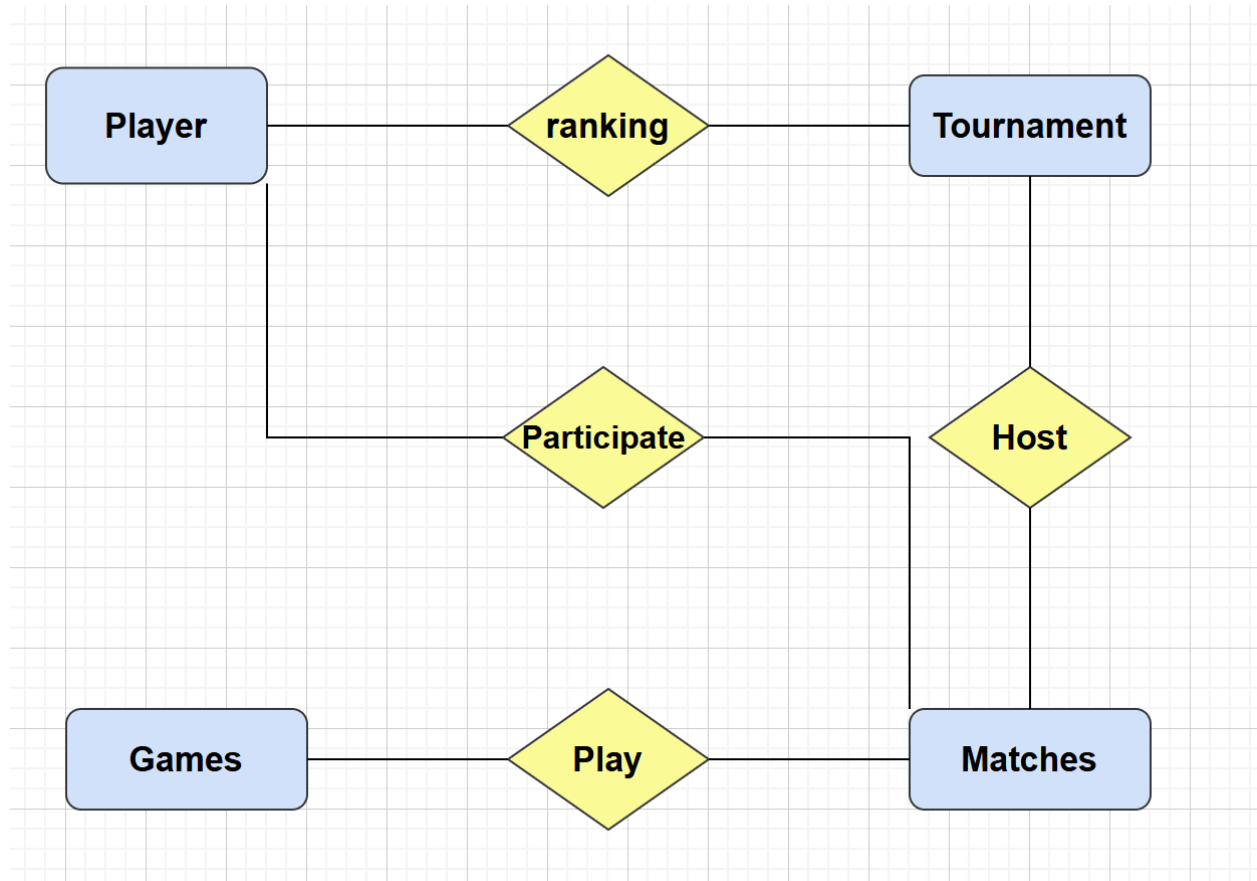 Player
ranking
Tournament
Participate
Host
Games
Play
Matches